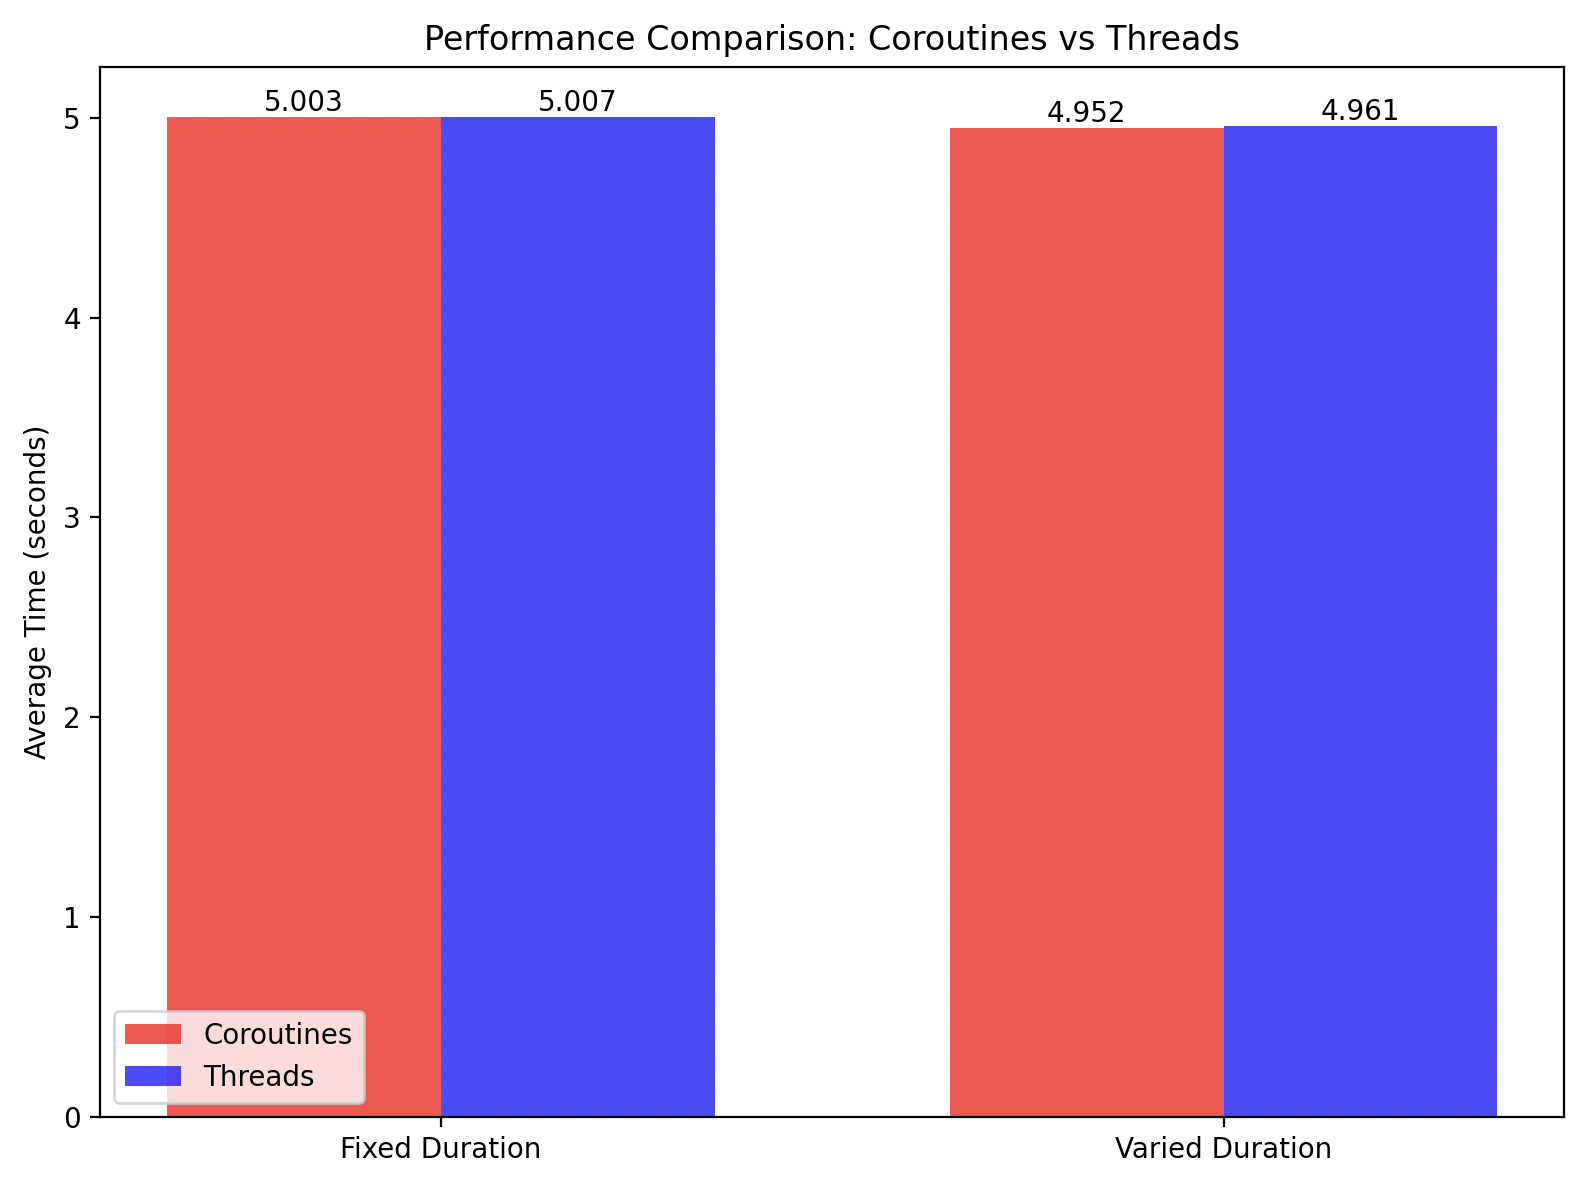 Performance Comparison: Coroutines vs Threads
5.003
5.007
4.952
4.961
5
4
3
2
1
0
Average Time (seconds)
Coroutines
Threads
Fixed Duration
Varied Duration